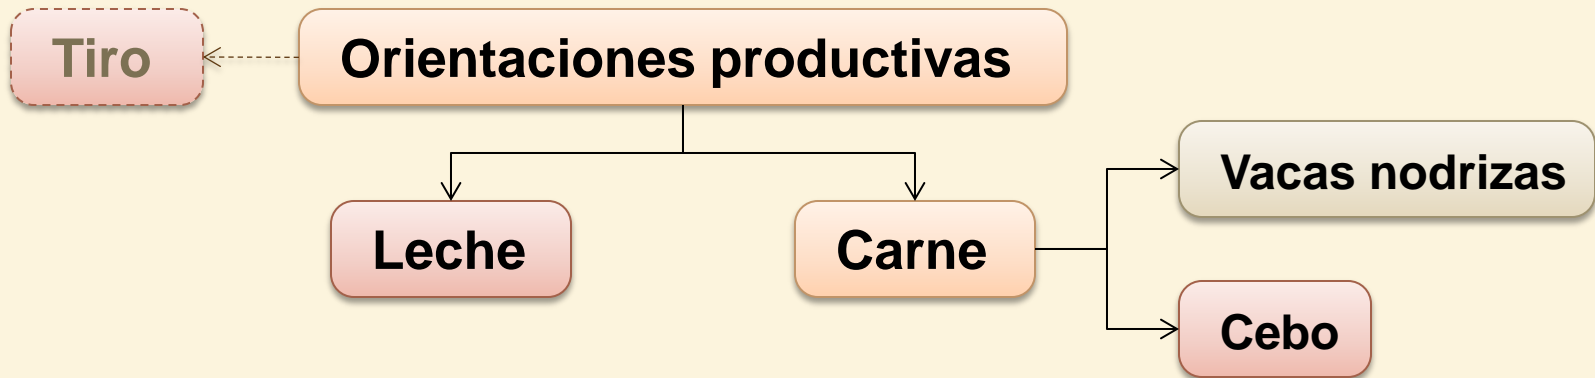 Tiro
Orientaciones productivas
Vacas nodrizas
Leche
Carne
Cebo